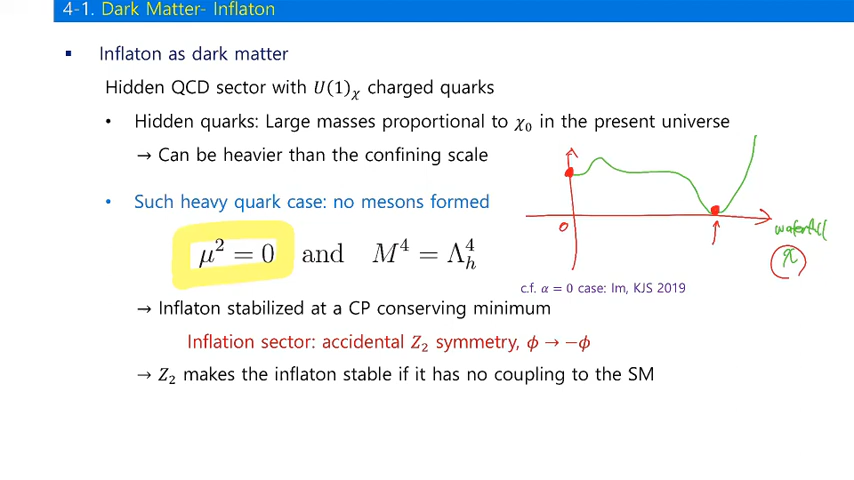 4-1. Dark Matter- Inflaton
▪ Inflaton as dark matter
Hidden QCD sector with U(1)_χ charged quarks
• Hidden quarks: Large masses proportional to χ₀ in the present universe
→ Can be heavier than the confining scale
• Such heavy quark case: no mesons formed
μ² = 0 and M⁴ = Λ_h⁴
0
waterfall
χ
c.f. α = 0 case: Im, KJS 2019
→ Inflaton stabilized at a CP conserving minimum
Inflation sector: accidental Z₂ symmetry, ϕ → −ϕ
→ Z₂ makes the inflaton stable if it has no coupling to the SM